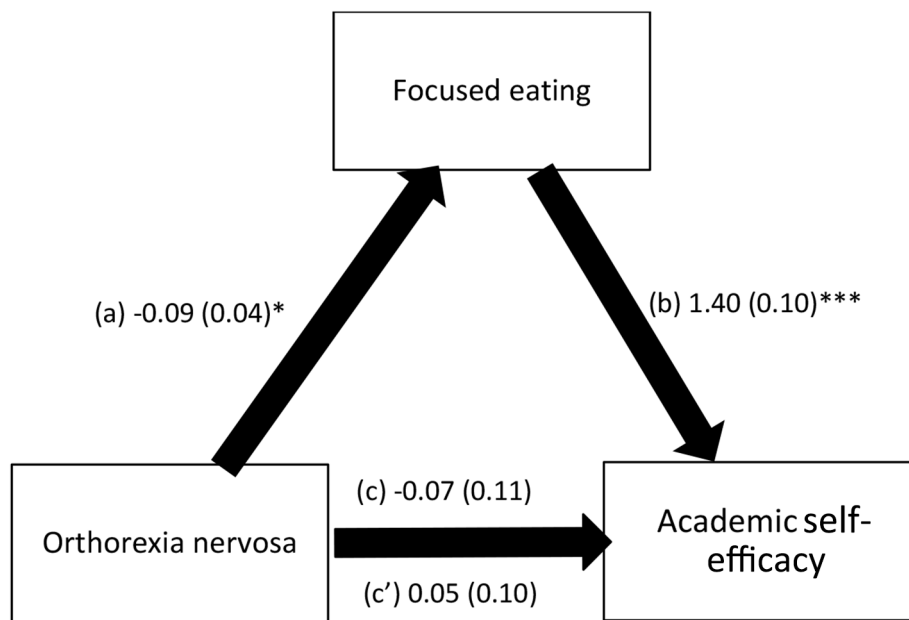 Focused eating
(a) -0.09 (0.04)*
(b) 1.40 (0.10)***
(c) -0.07 (0.11)
Orthorexia nervosa
(c’) 0.05 (0.10)
Academic self-
efficacy